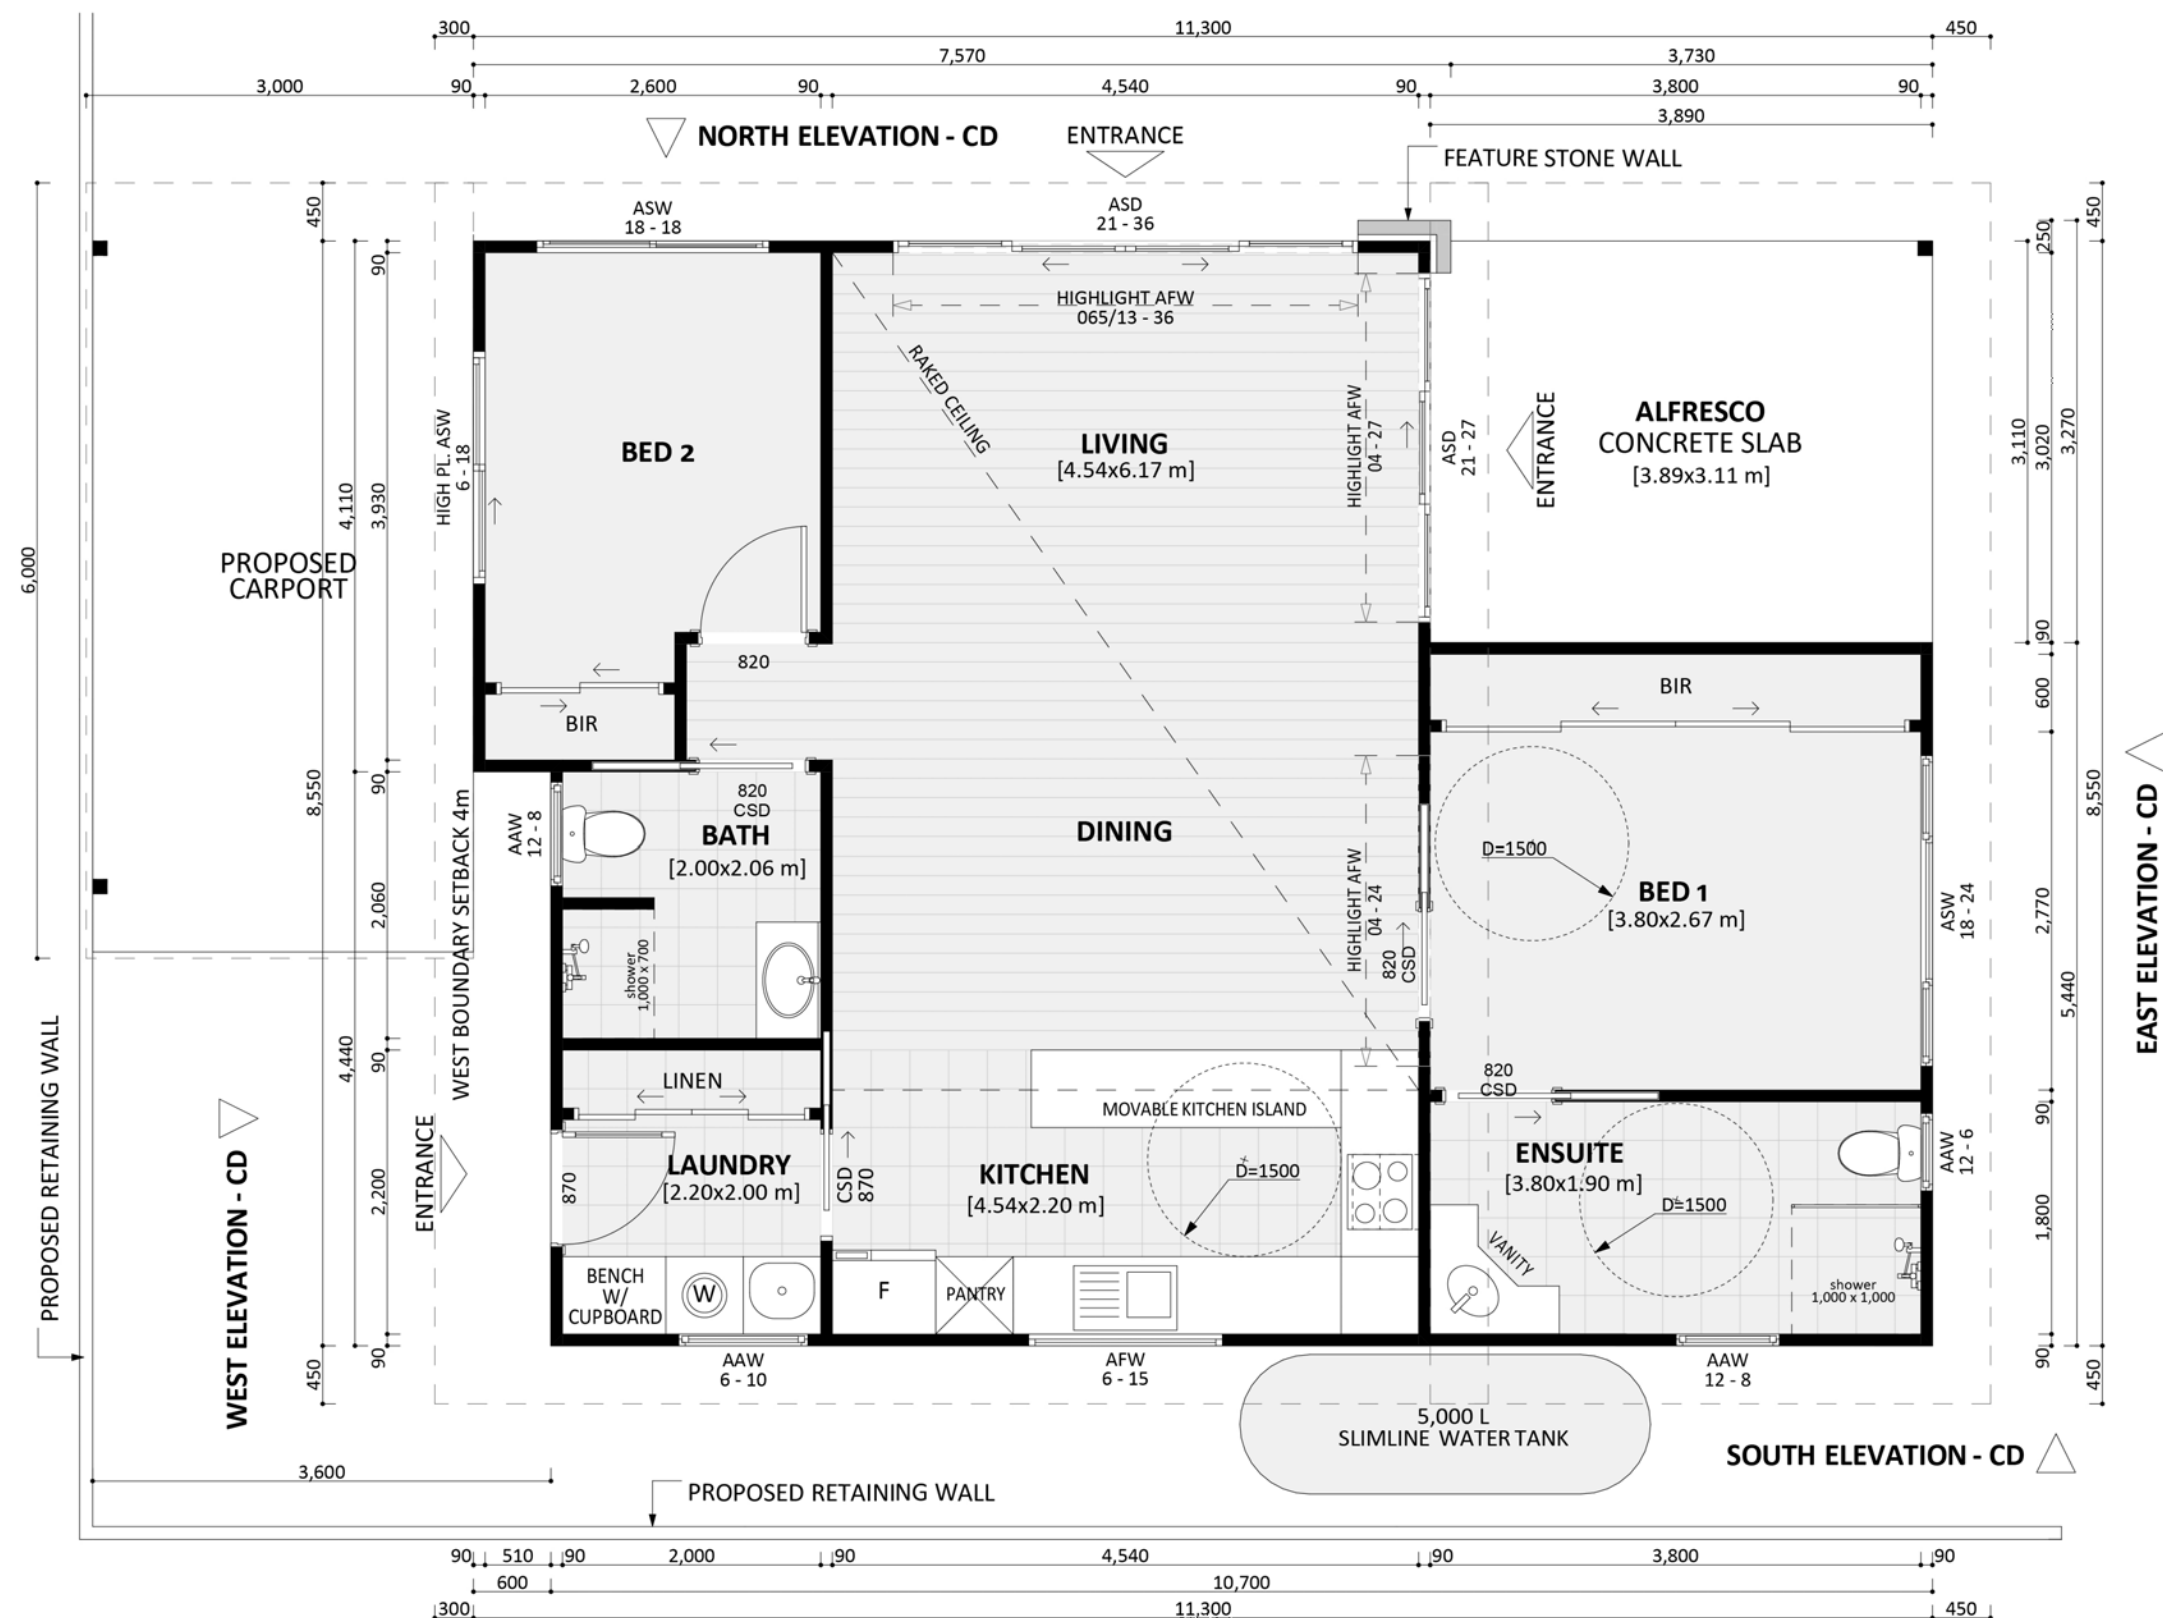 300
11,300
450
7,570
3,730
3,000
90
2,600
90
4,540
90
3,800
90
3,890
NORTH ELEVATION - CD
ENTRANCE
FEATURE STONE WALL
ASW
18 - 18
ASD
21 - 36
450
90
HIGHLIGHT AFW
065/13 - 36
RAKED CEILING
450
250
HIGH PL. ASW
6 - 18
BED 2
LIVING
[4.54x6.17 m]
HIGHLIGHT AFW
04 - 27
ASD
21 - 27
ENTRANCE
ALFRESCO
CONCRETE SLAB
[3.89x3.11 m]
3,110
3,020
3,270
6,000
4,110
3,930
PROPOSED
CARPORT
820
BIR
BIR
90
600
8,550
90
WEST BOUNDARY SETBACK 4m
AAW
12 - 8
820
CSD
BATH
[2.00x2.06 m]
DINING
HIGHLIGHT AFW
04 - 24
820
CSD
D=1500
BED 1
[3.80x2.67 m]
ASW
18 - 24
2,770
8,550
5,440
EAST ELEVATION - CD
2,060
shower
1,000 x 700
4,440
90
LINEN
MOVABLE KITCHEN ISLAND
820
CSD
90
PROPOSED RETAINING WALL
WEST ELEVATION - CD
ENTRANCE
2,200
870
LAUNDRY
[2.20x2.00 m]
CSD
870
KITCHEN
[4.54x2.20 m]
D=1500
ENSUITE
[3.80x1.90 m]
D=1500
AAW
12 - 6
1,800
VANITY
shower
1,000 x 1,000
BENCH
W/
CUPBOARD
W
F
PANTRY
90
450
AAW
6 - 10
AFW
6 - 15
AAW
12 - 8
90
450
5,000 L
SLIMLINE WATER TANK
SOUTH ELEVATION - CD
3,600
PROPOSED RETAINING WALL
90
510
90
2,000
90
4,540
90
3,800
90
600
10,700
300
11,300
450